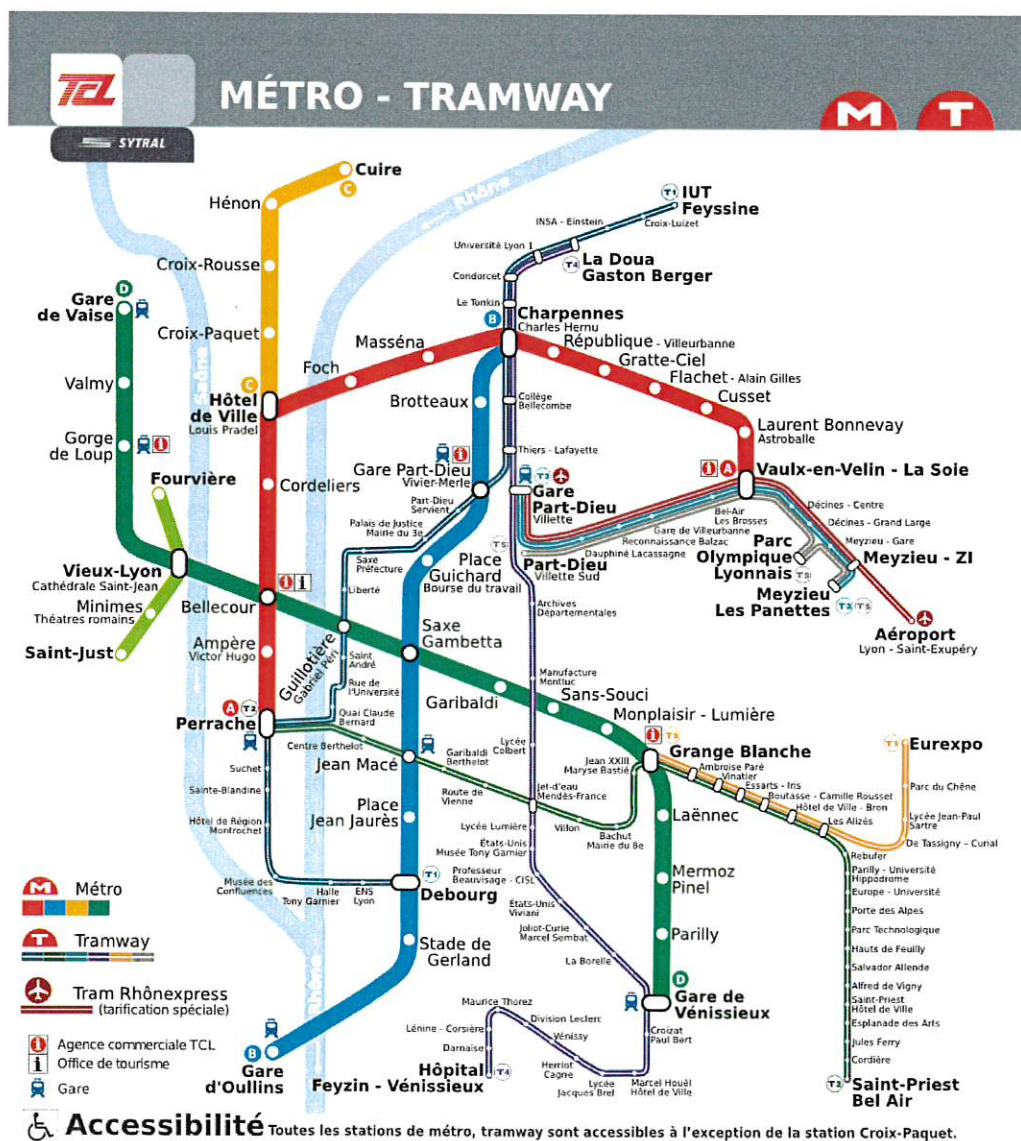 TCL
SYTRAL
MÉTRO - TRAMWAY
M T
Cuire
C
Hénon
Croix-Rousse
Croix-Paquet
C
Hôtel
de Ville
Louis Pradel
Rhône
Saône
Rhône
T1 IUT
Feyssine
INSA - Einstein
Croix-Luizet
Université Lyon 1
T4 La Doua
Gaston Berger
Condorcet
Le Tonkin
B Charpennes
Charles Hernu
D
Gare
de Vaise
Valmy
Gorge
de Loup
Fourvière
Vieux-Lyon
Cathédrale Saint-Jean
Minimes
Théatres romains
Saint-Just
Foch
Masséna
République - Villeurbanne
Gratte-Ciel
Flachet - Alain Gilles
Cusset
Laurent Bonnevay
Astroballe
A Vaulx-en-Velin - La Soie
Brotteaux
Collège
Bellecombe
Thiers - Lafayette
Gare Part-Dieu
Vivier-Merle
T3
Gare
Part-Dieu
Villette
T5
Part-Dieu
Villette Sud
Dauphiné Lacassagne
Reconnaissance Balzac
Gare de Villeurbanne
Bel-Air
Les Brosses
Décines - Centre
Décines - Grand Large
Meyzieu - Gare
Meyzieu - ZI
Parc
Olympique
Lyonnais T5
Meyzieu
Les Panettes T3 T5
Aéroport
Lyon - Saint-Exupéry
Cordeliers
Part-Dieu
Servient
Palais de Justice
Mairie du 3e
Saxe
Préfecture
Liberté
Place
Guichard
Bourse du travail
Archives
Départementales
Bellecour
Ampère
Victor Hugo
Guillotière
Gabriel Péri
Saint
André
Rue de
l'Université
Quai Claude
Bernard
Saxe
Gambetta
Garibaldi
Manufacture
Montluc
Sans-Souci
Monplaisir - Lumière
A T2
Perrache
Centre Berthelot
Jean Macé
Garibaldi
Berthelot
Route de
Vienne
Lycée
Colbert
Jet-d'eau
Mendès-France
Villon
Bachut
Mairie du 8e
Jean XXIII
Maryse Bastié
T5
Grange Blanche
Ambroise Paré
Vinatier
Essarts - Iris
Boutasse - Camille Rousset
Hôtel de Ville - Bron
Les Alizés
T5 Eurexpo
Parc du Chêne
Lycée Jean-Paul
Sartre
De Tassigny - Curial
Rebufer
Parilly - Université
Hippodrome
Europe - Université
Porte des Alpes
Parc Technologique
Hauts de Feuilly
Salvador Allende
Alfred de Vigny
Saint-Priest
Hôtel de Ville
Esplanade des Arts
Jules Ferry
Cordière
T2 Saint-Priest
Bel Air
Suchet
Sainte-Blandine
Hôtel de Région
Montrochet
Musée des
Confluences
Halle
Tony Garnier
ENS
Lyon
T1
Debourg
Place
Jean Jaurès
Stade de
Gerland
B
Gare
d'Oullins
Lycée Lumière
États-Unis
Musée Tony Garnier
Professeur
Beauvisage - CISL
États-Unis
Viviani
Joliot-Curie
Marcel Sembat
La Borelle
Laënnec
Mermoz
Pinel
Parilly
D
Gare de
Vénissieux
Croizat
Paul Bert
Marcel Houël
Hôtel de Ville
Lycée
Jacques Brel
Herriot
Cagne
Vénissy
Division Leclerc
Maurice Thorez
Lénine - Corsière
Darnaise
Hôpital T4
Feyzin - Vénissieux
M Métro
T Tramway
Tram Rhônexpress
(tarification spéciale)
i Agence commerciale TCL
i Office de tourisme
Gare
Accessibilité Toutes les stations de métro, tramway sont accessibles à l'exception de la station Croix-Paquet.